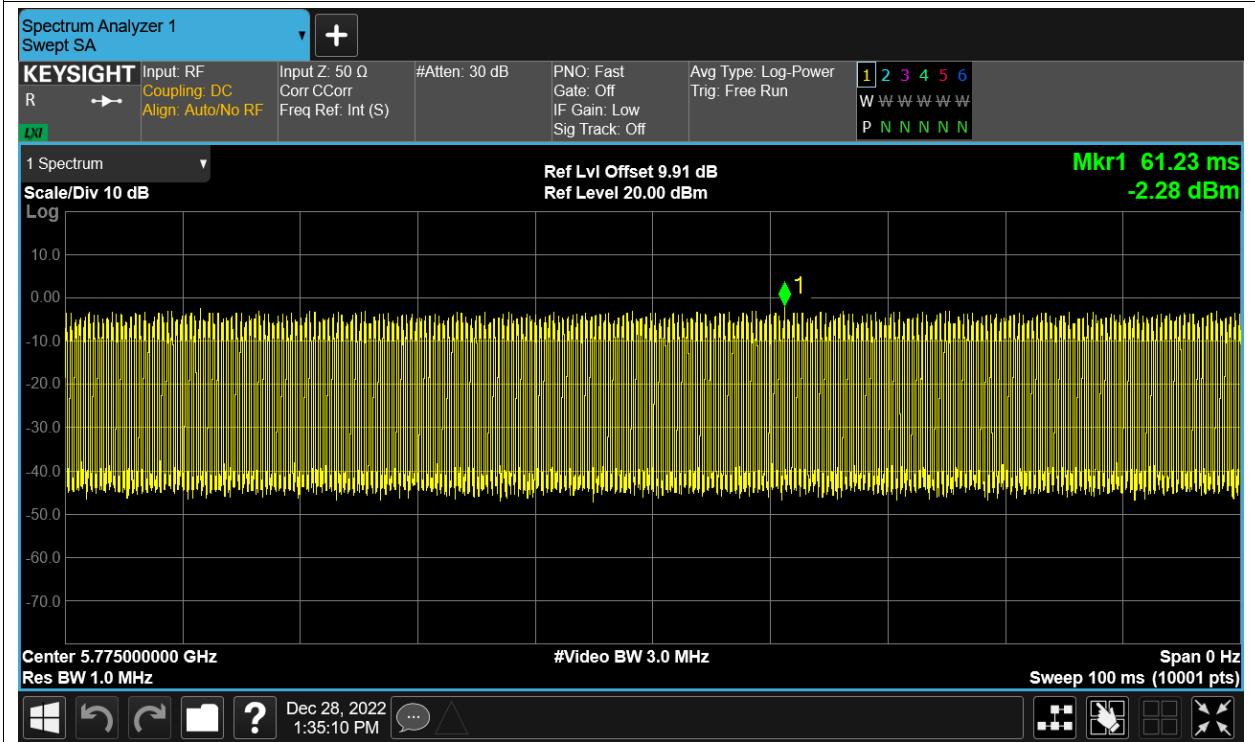 Spectrum Analyzer 1
Swept SA
KEYSIGHT
R
LXI
Input: RF
Coupling: DC
Align: Auto/No RF
Input Z: 50 Ω
Corr CCorr
Freq Ref: Int (S)
#Atten: 30 dB
PNO: Fast
Gate: Off
IF Gain: Low
Sig Track: Off
Avg Type: Log-Power
Trig: Free Run
1 2 3 4 5 6
W W W W W W
P N N N N N
1 Spectrum
Scale/Div 10 dB
Log
Ref Lvl Offset 9.91 dB
Ref Level 20.00 dBm
Mkr1 61.23 ms
-2.28 dBm
10.0
0.00
-10.0
-20.0
-30.0
-40.0
-50.0
-60.0
-70.0
1
Center 5.775000000 GHz
Res BW 1.0 MHz
#Video BW 3.0 MHz
Span 0 Hz
Sweep 100 ms (10001 pts)
?
Dec 28, 2022
1:35:10 PM